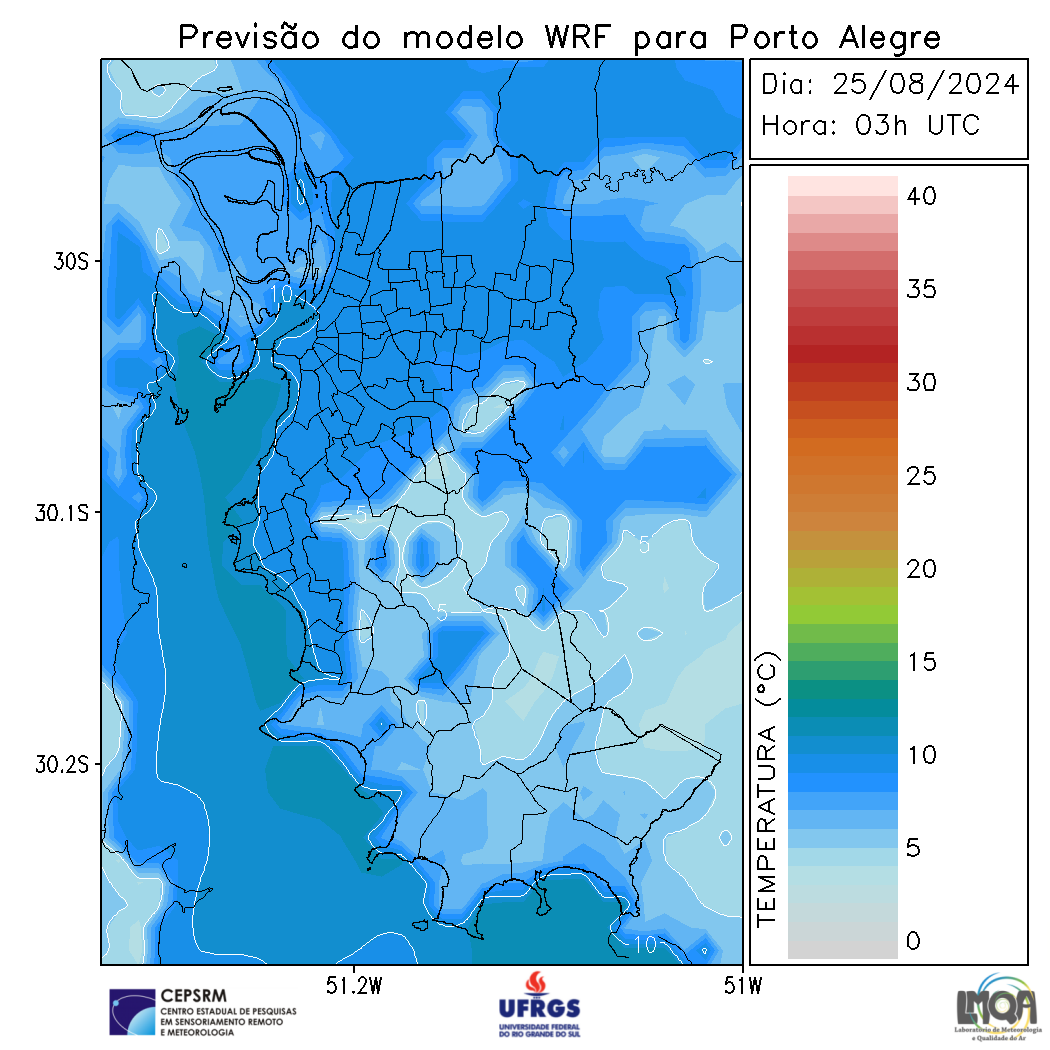 Previsão do modelo WRF para Porto Alegre
Dia: 25/08/2024
Hora: 03h UTC
40
35
30
25
20
15
10
5
0
TEMPERATURA (°C)
30S
30.1S
30.2S
51.2W
51W
10
5
5
5
10
CEPSRM
CENTRO ESTADUAL DE PESQUISAS
EM SENSORIAMENTO REMOTO
E METEOROLOGIA
UFRGS
UNIVERSIDADE FEDERAL
DO RIO GRANDE DO SUL
LMQA
Laboratório de Meteorologia
e Qualidade do Ar